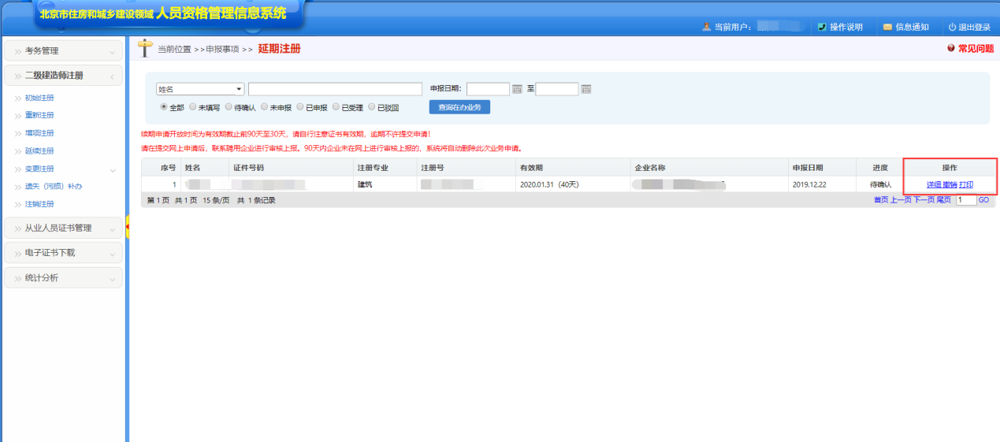 北京市住房和城乡建设领域 人员资格管理信息系统
当前用户： 操作说明 信息通知 退出登录
考务管理
二级建造师注册
初始注册
重新注册
增项注册
延续注册
变更注册
遗失（污损）补办
注销注册
从业人员证书管理
电子证书下载
统计分析
当前位置 >>申报事项 >> 延期注册
常见问题
姓名 申报日期： 至
全部 未填写 待确认 未申报 已申报 已受理 已驳回 查询在办业务
续期申请开放时间为有效期截止前90天至30天，请自行注意证书有效期，逾期不许提交申请！
请在提交网上申请后，联系聘用企业进行审核上报。90天内企业未在网上进行审核上报的，系统将自动删除此次业务申请。
序号 姓名 证件号码 注册专业 注册号 有效期 企业名称 申报日期 进度 操作
1 建筑 2020.01.31（40天） 2019.12.22 待确认 详细 撤销 打印
第 1 页 共 1 页 15 条/页 共 1 条记录 首页 上一页 下一页 尾页 1 GO